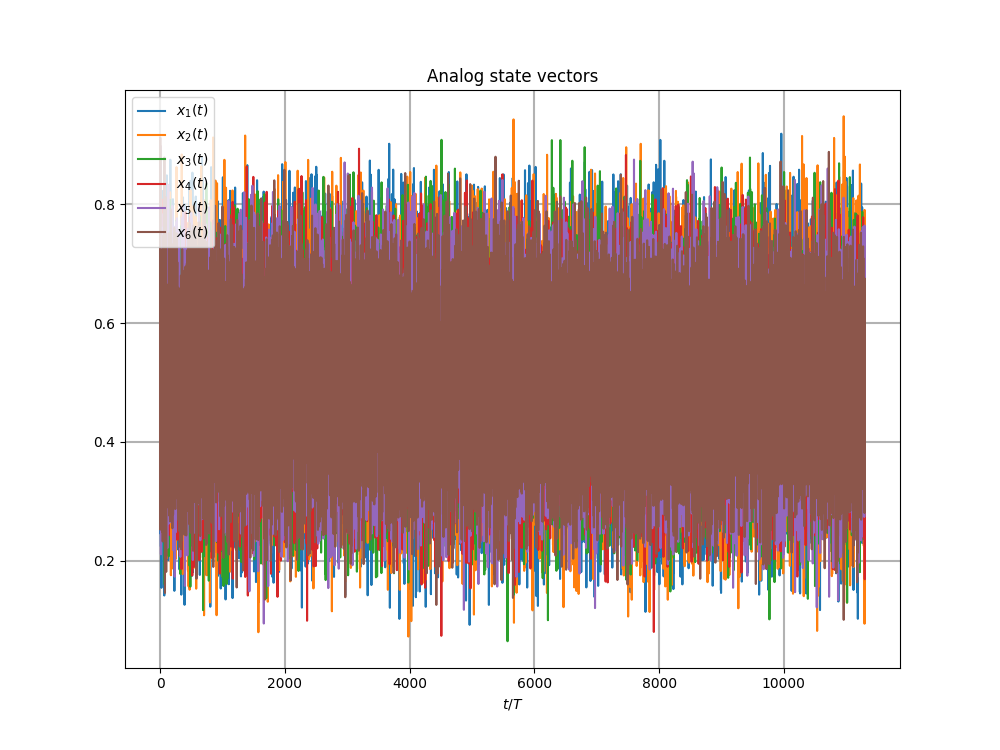 Analog state vectors
x₁(t)
x₂(t)
x₃(t)
x₄(t)
x₅(t)
x₆(t)
0.8
0.6
0.4
0.2
0 2000 4000 6000 8000 10000
t/T